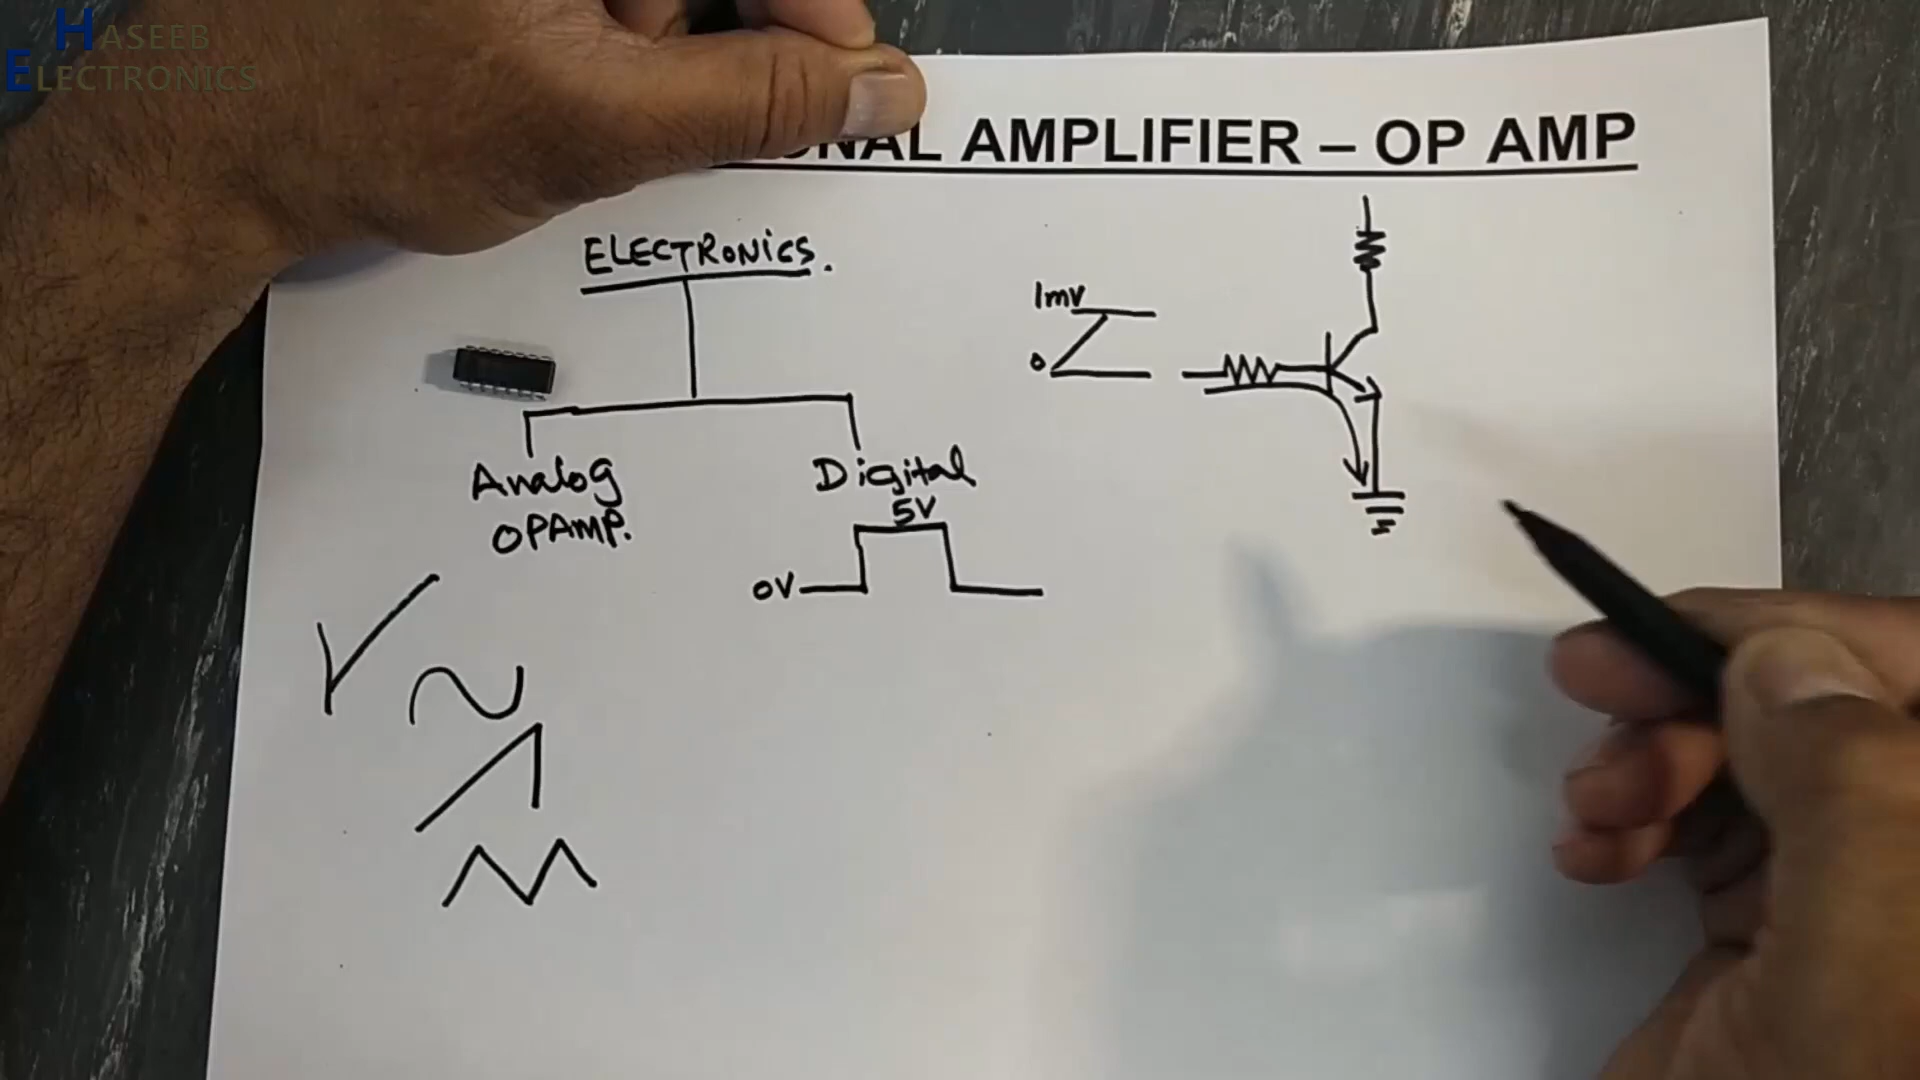 HASEEB
ELECTRONICS
ONAL AMPLIFIER – OP AMP
ELECTRONICS.
1mv
0
Analog
OPAMP.
Digital
5V
0V